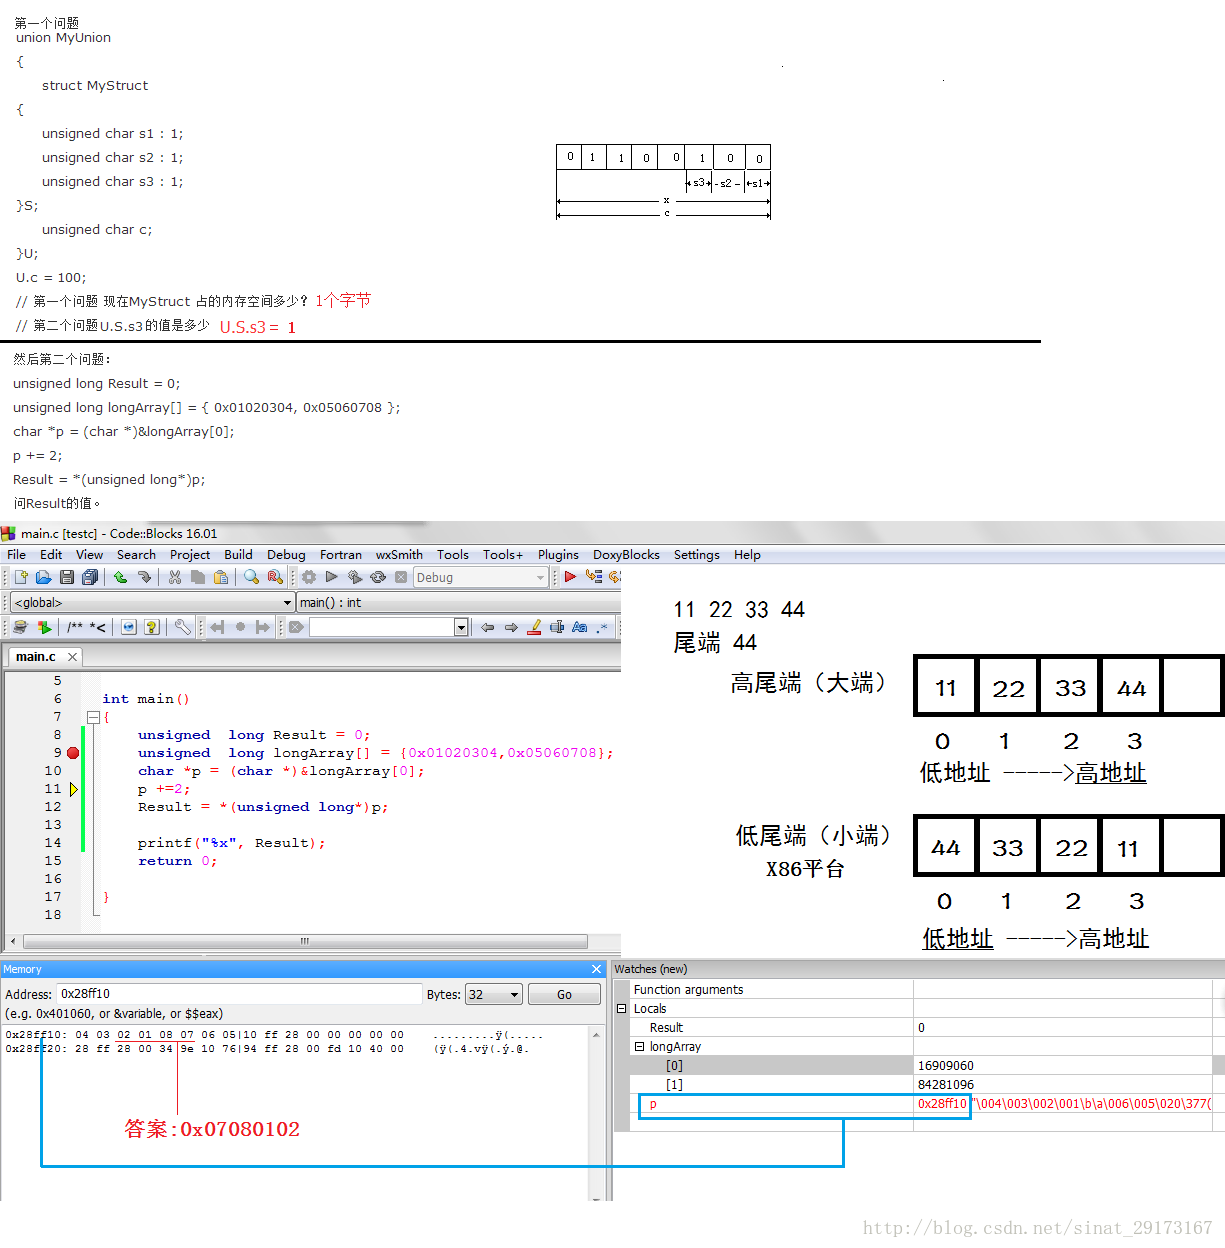 第一个问题
union MyUnion
{
struct MyStruct
{
unsigned char s1 : 1;
unsigned char s2 : 1;
unsigned char s3 : 1;
}S;
unsigned char c;
}U;
U.c = 100;
// 第一个问题 现在MyStruct 占的内存空间多少? 1个字节
// 第二个问题U.S.s3的值是多少 U.S.s3 = 1
0 1 1 0 0 1 0 0
s3 s2 s1
x
c
然后第二个问题:
unsigned long Result = 0;
unsigned long longArray[] = { 0x01020304, 0x05060708 };
char *p = (char *)&longArray[0];
p += 2;
Result = *(unsigned long*)p;
问Result的值。
main.c [testc] - Code::Blocks 16.01
File Edit View Search Project Build Debug Fortran wxSmith Tools Tools+ Plugins DoxyBlocks Settings Help
Debug
<global> main() : int
/** *<
main.c
5
6 int main()
7 {
8 unsigned long Result = 0;
9 unsigned long longArray[] = {0x01020304,0x05060708};
10 char *p = (char *)&longArray[0];
11 p +=2;
12 Result = *(unsigned long*)p;
13
14 printf("%x", Result);
15 return 0;
16
17 }
18
11 22 33 44
尾端 44
高尾端（大端）
11 22 33 44
0 1 2 3
低地址 ----->高地址
低尾端（小端）
X86平台
44 33 22 11
0 1 2 3
低地址 ----->高地址
Memory
Address: 0x28ff10 Bytes: 32 Go
(e.g. 0x401060, or &variable, or $$eax)
0x28ff10: 04 03 02 01 08 07 06 05|10 ff 28 00 00 00 00 00 .........ÿ(.....
0x28ff20: 28 ff 28 00 34 9e 10 76|94 ff 28 00 fd 10 40 00 (ÿ(.4.vÿ(.ý.@.
答案:0x07080102
Watches (new)
Function arguments
Locals
Result 0
longArray
[0] 16909060
[1] 84281096
p 0x28ff10 "\004\003\002\001\b\a\006\005\020\377(
http://blog.csdn.net/sinat_29173167